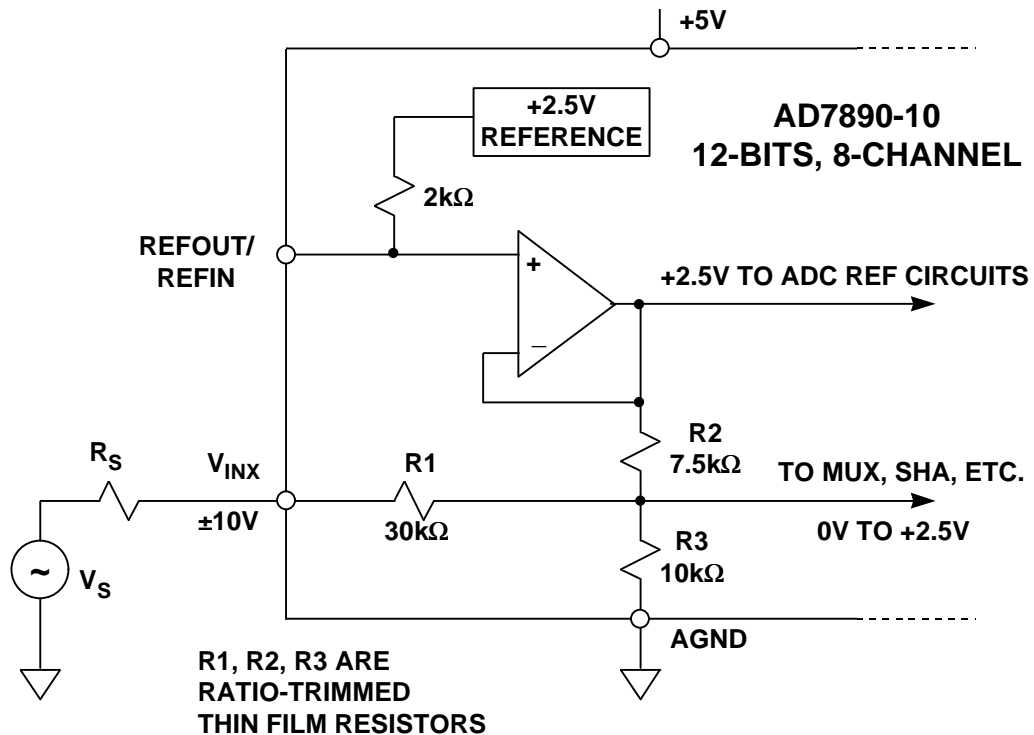 +5V
+2.5V
REFERENCE
AD7890-10
12-BITS, 8-CHANNEL
2kΩ
REFOUT/
REFIN
+
–
+2.5V TO ADC REF CIRCUITS
R2
7.5kΩ
RS
VINX
R1
TO MUX, SHA, ETC.
±10V
30kΩ
0V TO +2.5V
R3
10kΩ
~
VS
AGND
R1, R2, R3 ARE
RATIO-TRIMMED
THIN FILM RESISTORS